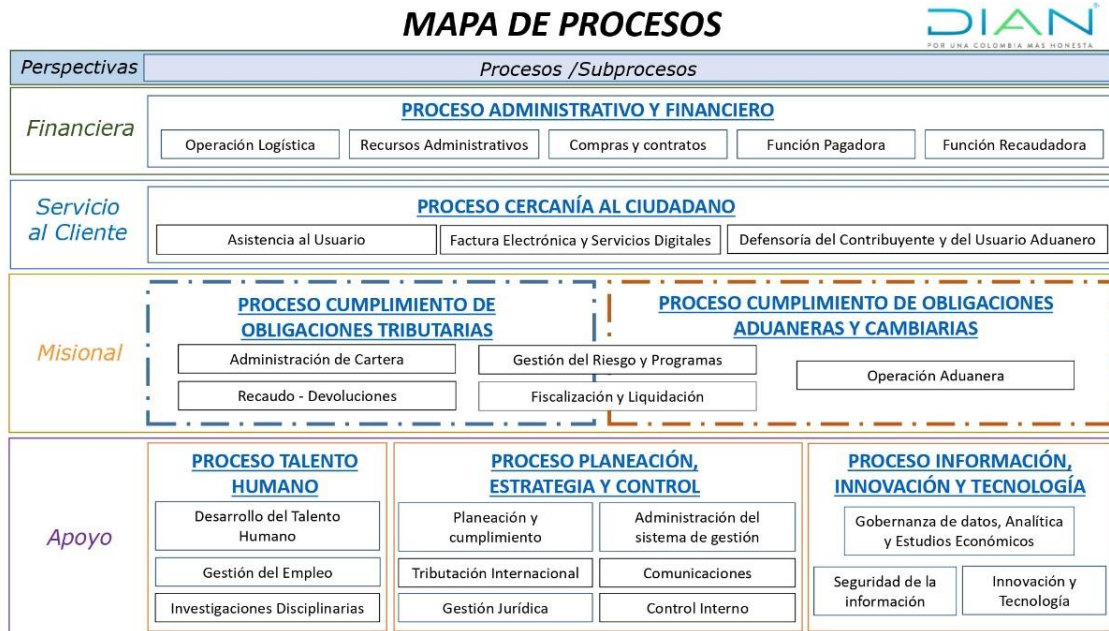 MAPA DE PROCESOS
DIAN
POR UNA COLOMBIA MÁS HONESTA
Perspectivas
Procesos /Subprocesos
Financiera
PROCESO ADMINISTRATIVO Y FINANCIERO
Operación Logística
Recursos Administrativos
Compras y contratos
Función Pagadora
Función Recaudadora
Servicio
al Cliente
PROCESO CERCANÍA AL CIUDADANO
Asistencia al Usuario
Factura Electrónica y Servicios Digitales
Defensoría del Contribuyente y del Usuario Aduanero
Misional
PROCESO CUMPLIMIENTO DE
OBLIGACIONES TRIBUTARIAS
PROCESO CUMPLIMIENTO DE OBLIGACIONES
ADUANERAS Y CAMBIARIAS
Administración de Cartera
Gestión del Riesgo y Programas
Operación Aduanera
Recaudo - Devoluciones
Fiscalización y Liquidación
Apoyo
PROCESO TALENTO
HUMANO
Desarrollo del Talento
Humano
Gestión del Empleo
Investigaciones Disciplinarias
PROCESO PLANEACIÓN,
ESTRATEGIA Y CONTROL
Planeación y
cumplimiento
Administración del
sistema de gestión
Tributación Internacional
Comunicaciones
Gestión Jurídica
Control Interno
PROCESO INFORMACIÓN,
INNOVACIÓN Y TECNOLOGÍA
Gobernanza de datos, Analítica
y Estudios Económicos
Seguridad de la
información
Innovación y
Tecnología